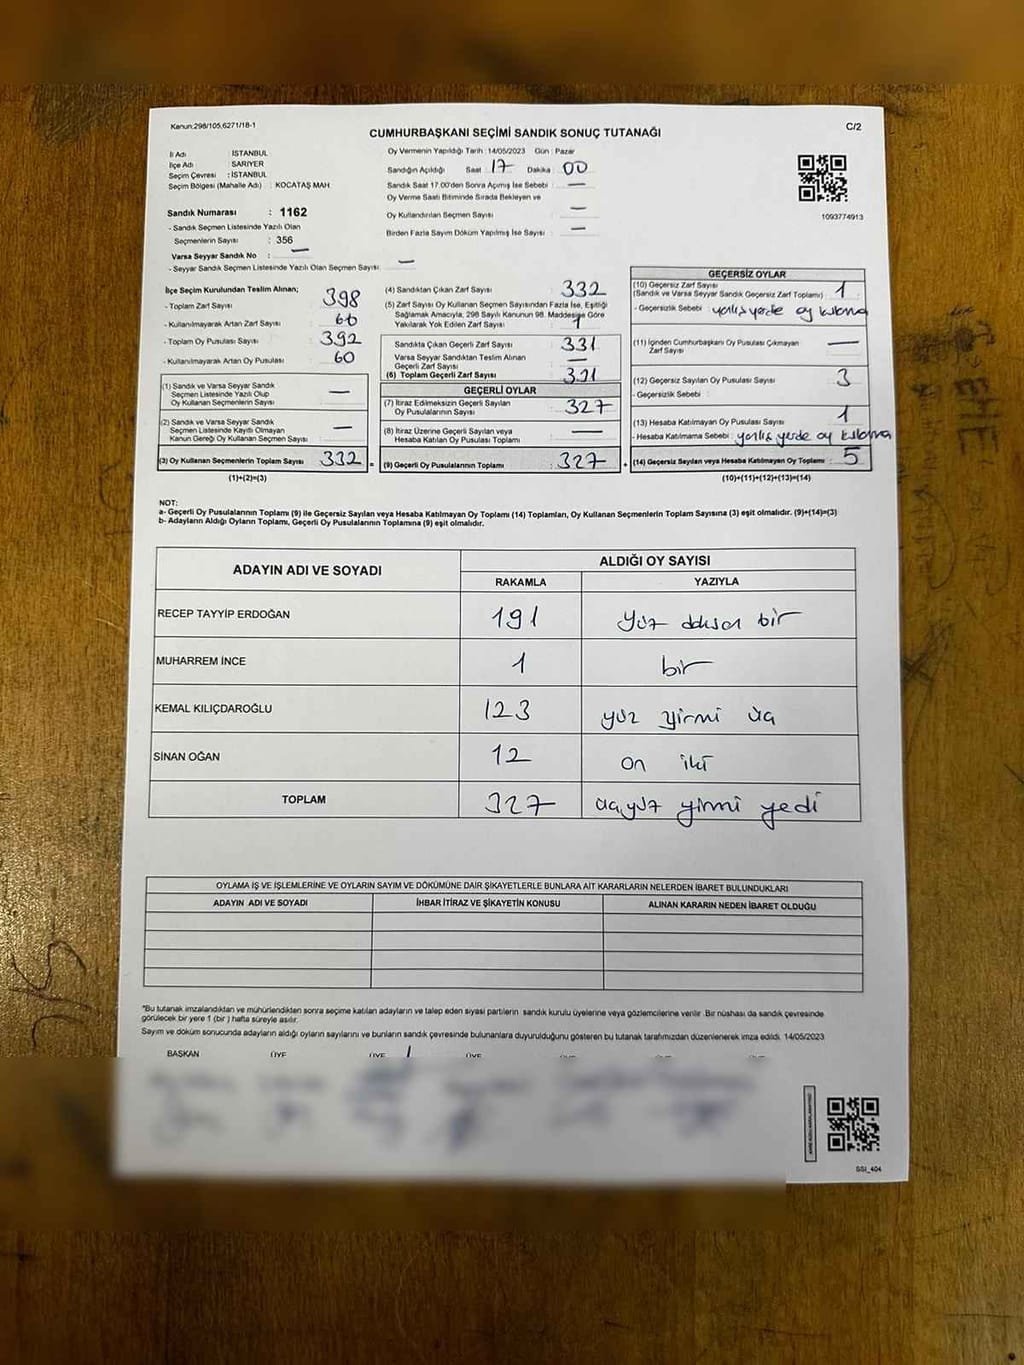 Kanun:298/105,6271/18-1
C/2
CUMHURBAŞKANI SEÇİMİ SANDIK SONUÇ TUTANAĞI
İl Adı : İSTANBUL
İlçe Adı : SARIYER
Seçim Çevresi : İSTANBUL
Seçim Bölgesi (Mahalle Adı) : KOCATAŞ MAH.
Sandık Numarası : 1162
- Sandık Seçmen Listesinde Yazılı Olan
Seçmenlerin Sayısı : 356
Varsa Seyyar Sandık No : —
- Seyyar Sandık Seçmen Listesinde Yazılı Olan Seçmen Sayısı: —
Oy Vermenin Yapıldığı Tarih : 14/05/2023 Gün : Pazar
Sandığın Açıldığı Saat : 17 Dakika : 00
Sandık Saat 17:00'den Sonra Açımış İse Sebebi : —
Oy Verme Saati Bitiminde Sırada Bekleyen ve
Oy Kullandırılan Seçmen Sayısı : —
Birden Fazla Sayım Döküm Yapılmış İse Sayısı : —
1093774913
İlçe Seçim Kurulundan Teslim Alınan;
- Toplam Zarf Sayısı : 398
- Kullanılmayarak Artan Zarf Sayısı : 66
- Toplam Oy Pusulası Sayısı : 392
- Kullanılmayarak Artan Oy Pusulası : 60
(1) Sandık ve Varsa Seyyar Sandık
Seçmen Listesinde Yazılı Olup
Oy Kullanan Seçmenlerin Sayısı : —
(2) Sandık ve Varsa Seyyar Sandık
Seçmen Listesinde Kayıtlı Olmayan
Kanun Gereği Oy Kullanan Seçmen Sayısı : —
(3) Oy Kullanan Seçmenlerin Toplam Sayısı : 332 =
(1)+(2)=(3)
(4) Sandıktan Çıkan Zarf Sayısı : 332
(5) Zarf Sayısı Oy Kullanan Seçmen Sayısından Fazla İse, Eşitliği
Sağlamak Amacıyla, 298 Sayılı Kanunun 98. Maddesine Göre
Yakılarak Yok Edilen Zarf Sayısı : 1
Sandıkta Çıkan Geçerli Zarf Sayısı : 331
Varsa Seyyar Sandıktan Teslim Alınan
Geçerli Zarf Sayısı : —
(6) Toplam Geçerli Zarf Sayısı : 331
GEÇERLİ OYLAR
(7) İtiraz Edilmeksizin Geçerli Sayılan
Oy Pusulalarının Sayısı : 327
(8) İtiraz Üzerine Geçerli Sayılan veya
Hesaba Katılan Oy Pusulaları Toplamı : —
(9) Geçerli Oy Pusulalarının Toplamı : 327 +
GEÇERSİZ OYLAR
(10) Geçersiz Zarf Sayısı
(Sandık ve Varsa Seyyar Sandık Geçersiz Zarf Toplamı) : 1
- Geçersizlik Sebebi : yanlış yerde oy kullanma
(11) İçinden Cumhurbaşkanı Oy Pusulası Çıkmayan
Zarf Sayısı : —
(12) Geçersiz Sayılan Oy Pusulası Sayısı : 3
- Geçersizlik Sebebi :
(13) Hesaba Katılmayan Oy Pusulası Sayısı : 1
- Hesaba Katılmama Sebebi : yanlış yerde oy kullanma
(14) Geçersiz Sayılan veya Hesaba Katılmayan Oy Toplamı : 5
(10)+(11)+(12)+(13)=(14)
NOT:
a- Geçerli Oy Pusulalarının Toplamı (9) ile Geçersiz Sayılan veya Hesaba Katılmayan Oy Toplamı (14) Toplamları, Oy Kullanan Seçmenlerin Toplam Sayısına (3) eşit olmalıdır. (9)+(14)=(3)
b- Adayların Aldığı Oyların Toplamı, Geçerli Oy Pusulalarının Toplamına (9) eşit olmalıdır.
ADAYIN ADI VE SOYADI
ALDIĞI OY SAYISI
RAKAMLA YAZIYLA
RECEP TAYYİP ERDOĞAN 191 yüz doksan bir
MUHARREM İNCE 1 bir
KEMAL KILIÇDAROĞLU 123 yüz yirmi üç
SİNAN OĞAN 12 on iki
TOPLAM 327 üçyüz yirmi yedi
OYLAMA İŞ VE İŞLEMLERİNE VE OYLARIN SAYIM VE DÖKÜMÜNE DAİR ŞİKAYETLERLE BUNLARA AİT KARARLARIN NELERDEN İBARET BULUNDUKLARI
ADAYIN ADI VE SOYADI İHBAR İTİRAZ VE ŞİKAYETİN KONUSU ALINAN KARARIN NEDEN İBARET OLDUĞU
*Bu tutanak imzalandıktan ve mühürlendikten sonra seçime katılan adayların ve talep eden siyasi partilerin sandık kurulu üyelerine veya gözlemcilerine verilir. Bir nüshası da sandık çevresinde
görülecek bir yere 1 (bir ) hafta süreyle asılır.
Sayım ve döküm sonucunda adayların aldığı oyların sayılarını ve bunların sandık çevresinde bulunanlara duyurulduğunu gösteren bu tutanak tarafımızdan düzenlenerek imza edildi. 14/05/2023
BAŞKAN ÜYE ÜYE ÜYE
SSI_404